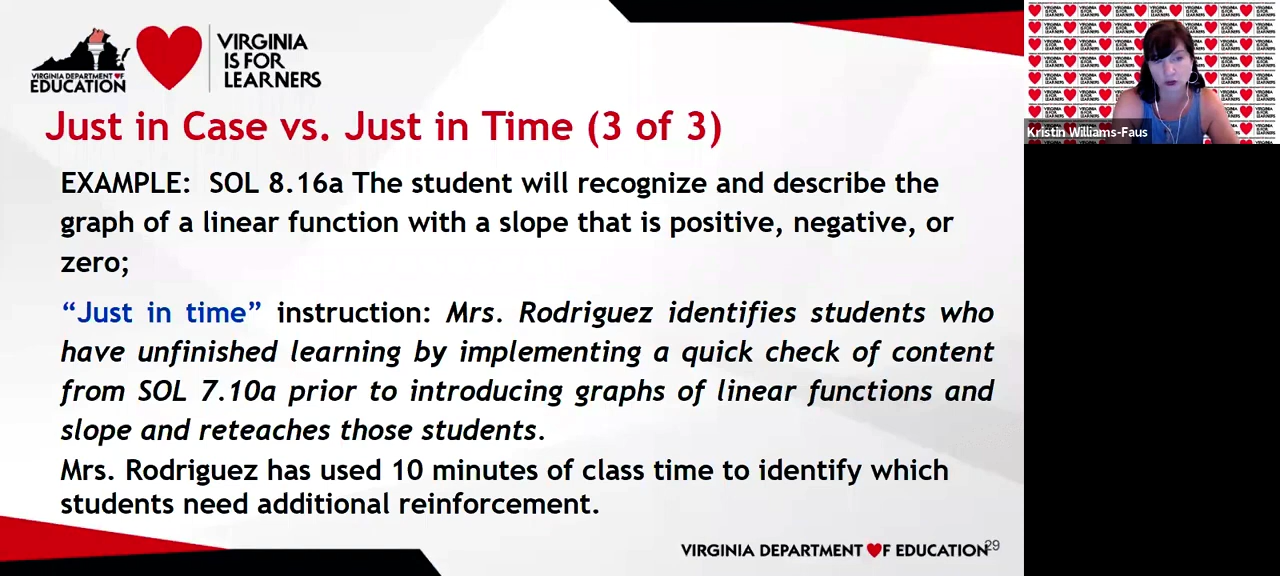 VIRGINIA DEPARTMENT OF
EDUCATION
VIRGINIA
IS FOR
LEARNERS
Just in Case vs. Just in Time (3 of 3)
EXAMPLE: SOL 8.16a The student will recognize and describe the
graph of a linear function with a slope that is positive, negative, or
zero;
“Just in time” instruction: Mrs. Rodriguez identifies students who
have unfinished learning by implementing a quick check of content
from SOL 7.10a prior to introducing graphs of linear functions and
slope and reteaches those students.
Mrs. Rodriguez has used 10 minutes of class time to identify which
students need additional reinforcement.
VIRGINIA DEPARTMENT OF EDUCATION
29
Kristin Williams-Faus